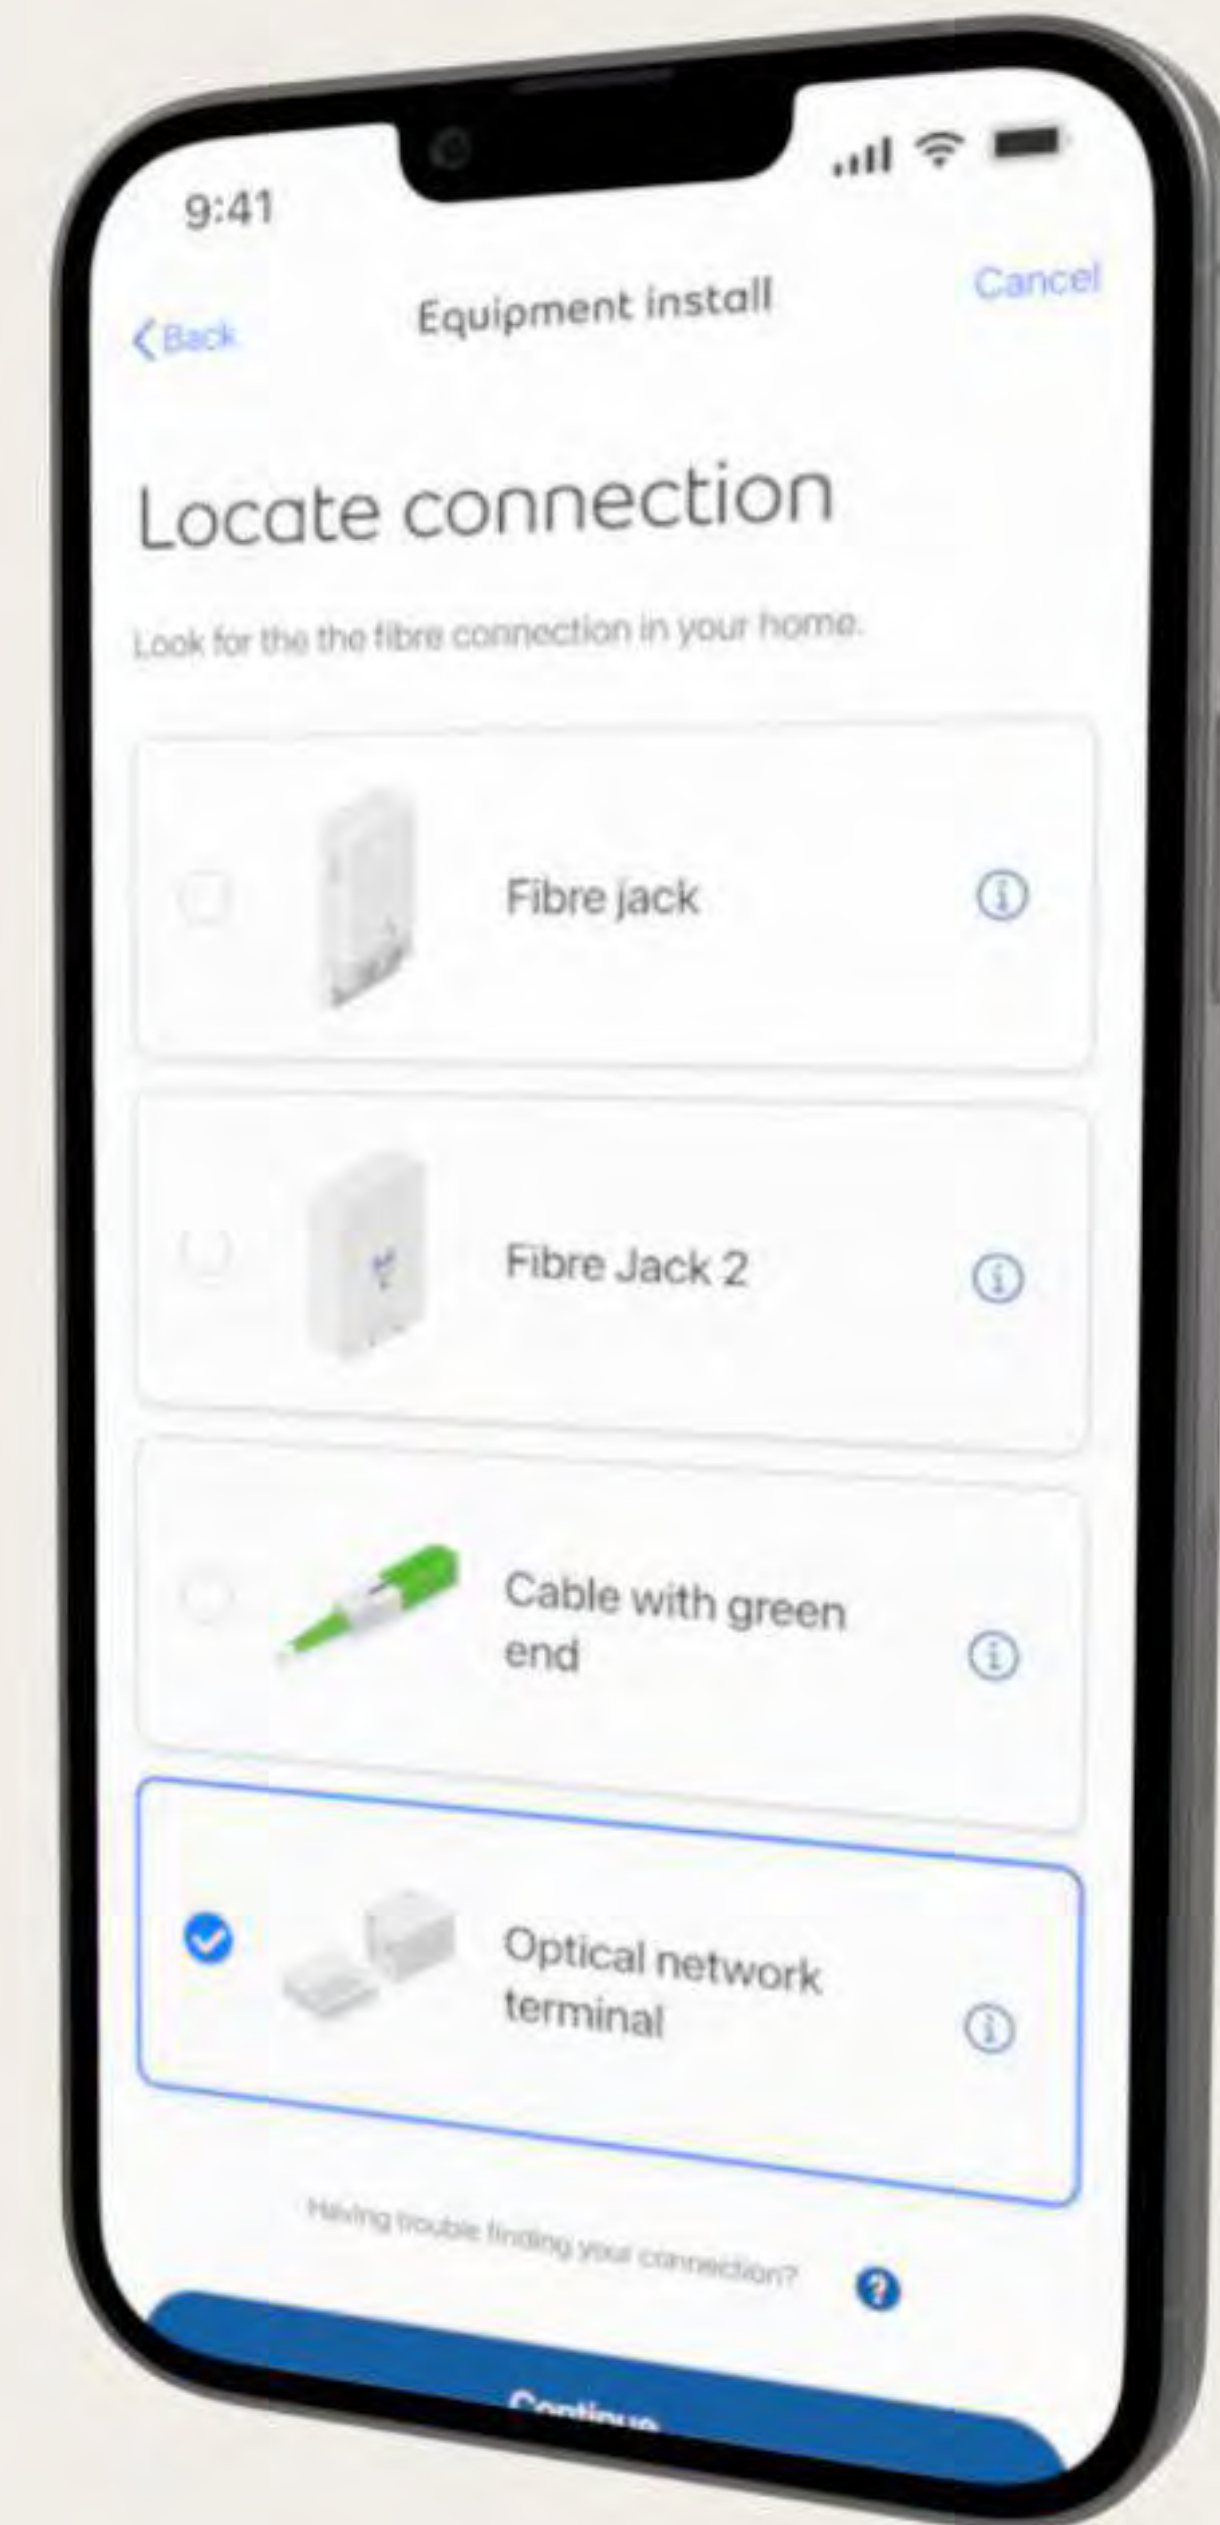 9:41
Back
Equipment install
Cancel
Locate connection
Look for the the fibre connection in your home.
Fibre jack
Fibre Jack 2
Cable with green
end
Optical network
terminal
Having trouble finding your connection?
Continue